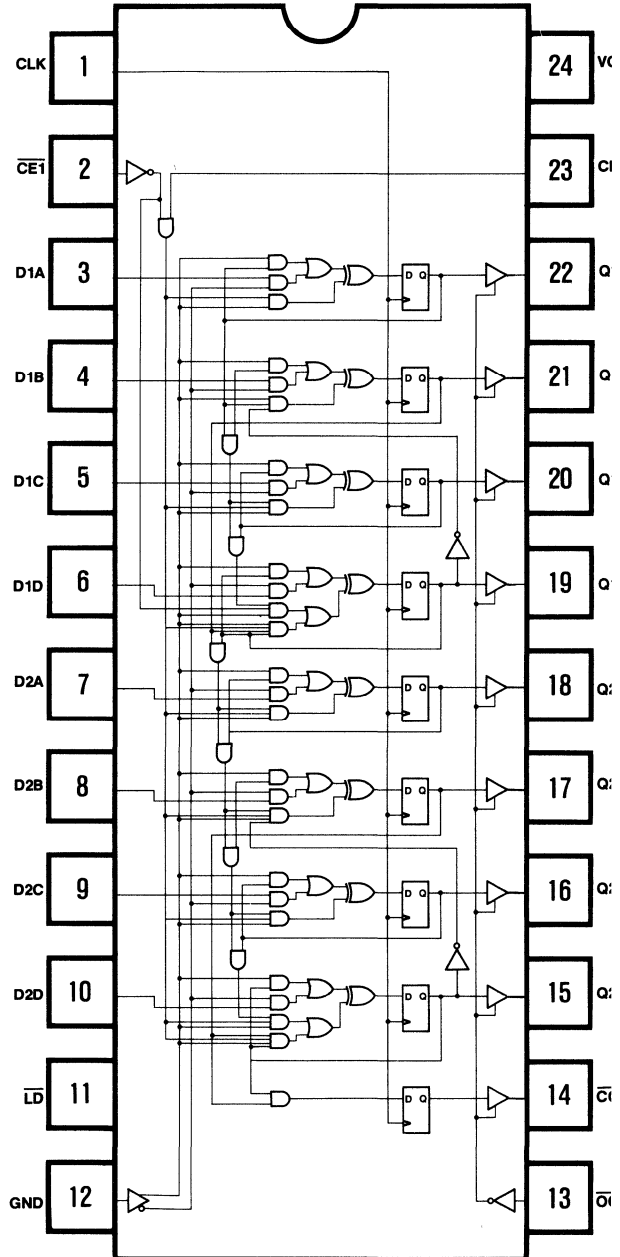 CLK 1
CE1 2
D1A 3
D1B 4
D1C 5
D1D 6
D2A 7
D2B 8
D2C 9
D2D 10
LD 11
GND 12
24
23
22 Q
21 Q
20 Q
19
18
17
16
15
14
13
D Q
D Q
D Q
D Q
D Q
D Q
D Q
D Q
D Q